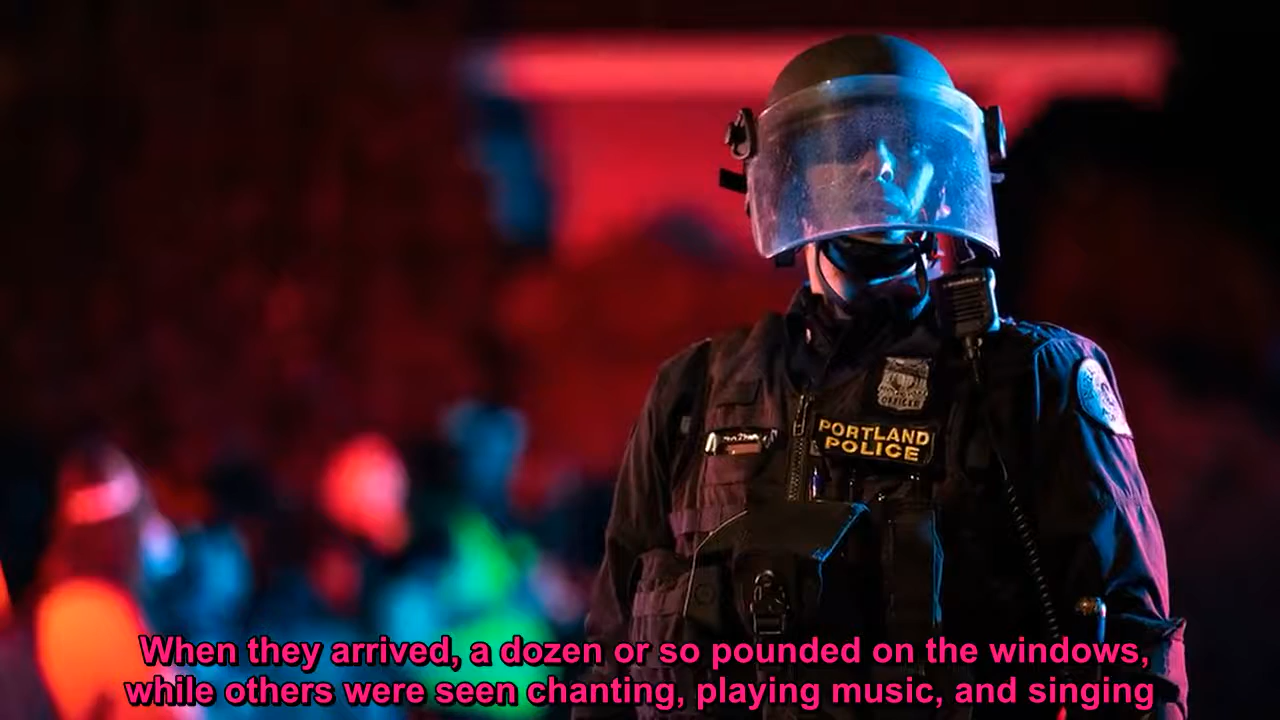 OFFICER
PORTLAND
POLICE
When they arrived, a dozen or so pounded on the windows,
while others were seen chanting, playing music, and singing